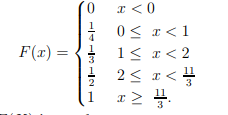 F(x) =
0 x < 0
1/4 0 ≤ x < 1
1/3 1 ≤ x < 2
1/2 2 ≤ x < 11/3
1 x ≥ 11/3.